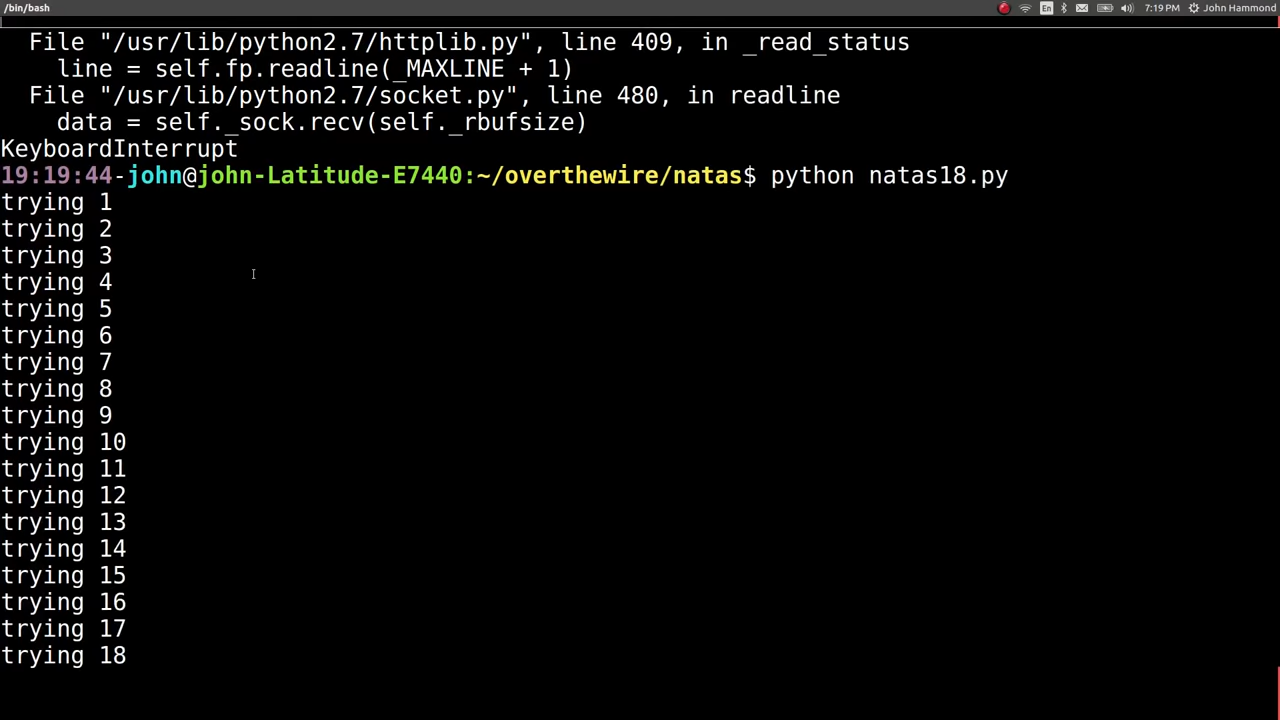 /bin/bash
En
7:19 PM
John Hammond
File "/usr/lib/python2.7/httplib.py", line 409, in _read_status
line = self.fp.readline(_MAXLINE + 1)
File "/usr/lib/python2.7/socket.py", line 480, in readline
data = self._sock.recv(self._rbufsize)
KeyboardInterrupt
19:19:44-john@john-Latitude-E7440:~/overthewire/natas$ python natas18.py
trying 1
trying 2
trying 3
trying 4
trying 5
trying 6
trying 7
trying 8
trying 9
trying 10
trying 11
trying 12
trying 13
trying 14
trying 15
trying 16
trying 17
trying 18